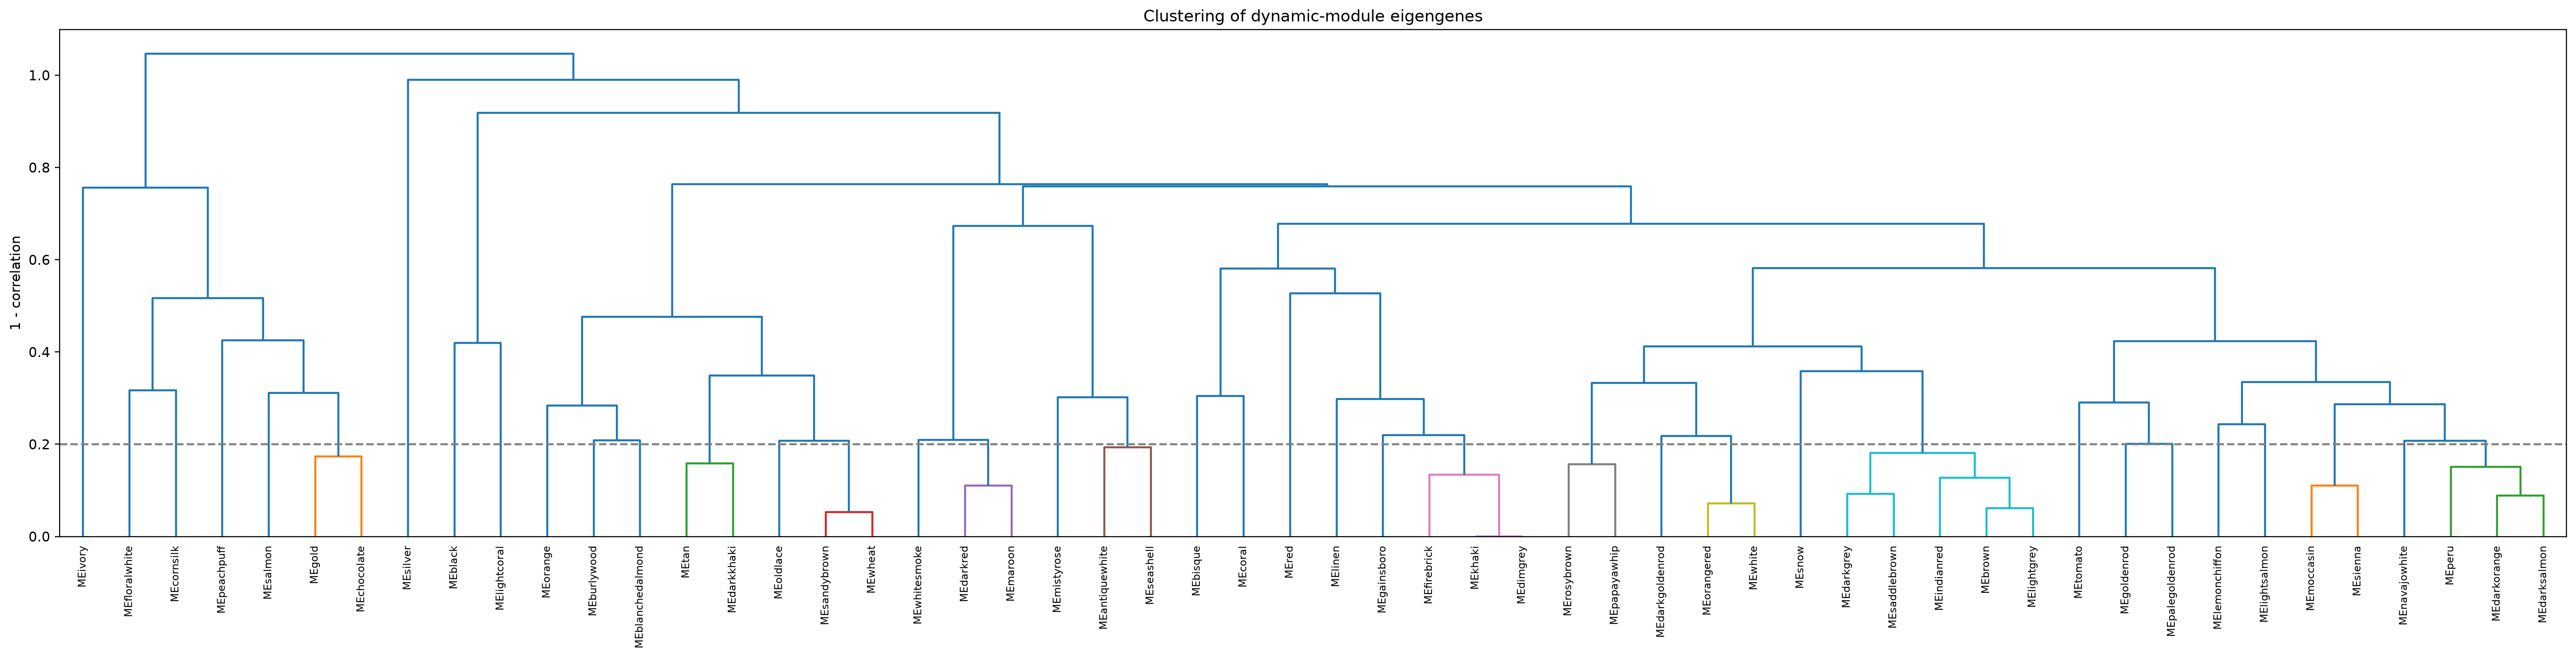 Clustering of dynamic-module eigengenes
1 - correlation
1.0
0.8
0.6
0.4
0.2
0.0
MEivory
MEfloralwhite
MEcornsilk
MEpeachpuff
MEsalmon
MEgold
MEchocolate
MEsilver
MEblack
MElightcoral
MEorange
MEburlywood
MEblanchedalmond
MEtan
MEdarkkhaki
MEoldlace
MEsandybrown
MEwheat
MEwhitesmoke
MEdarkred
MEmaroon
MEmistyrose
MEantiquewhite
MEseashell
MEbisque
MEcoral
MEred
MElinen
MEgainsboro
MEfirebrick
MEkhaki
MEdimgrey
MErosybrown
MEpapayawhip
MEdarkgoldenrod
MEorangered
MEwhite
MEsnow
MEdarkgrey
MEsaddlebrown
MEindianred
MEbrown
MElightgrey
MEtomato
MEgoldenrod
MEpalegoldenrod
MElemonchiffon
MElightsalmon
MEmoccasin
MEsienna
MEnavajowhite
MEperu
MEdarkorange
MEdarksalmon